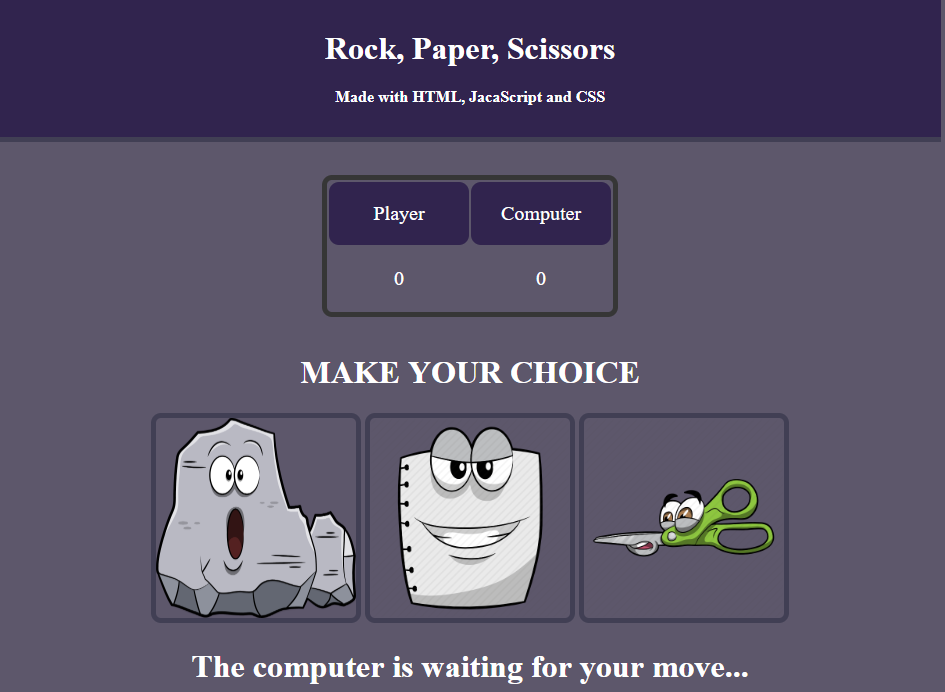 Rock, Paper, Scissors
Made with HTML, JacaScript and CSS
Player Computer
0 0
MAKE YOUR CHOICE
The computer is waiting for your move...